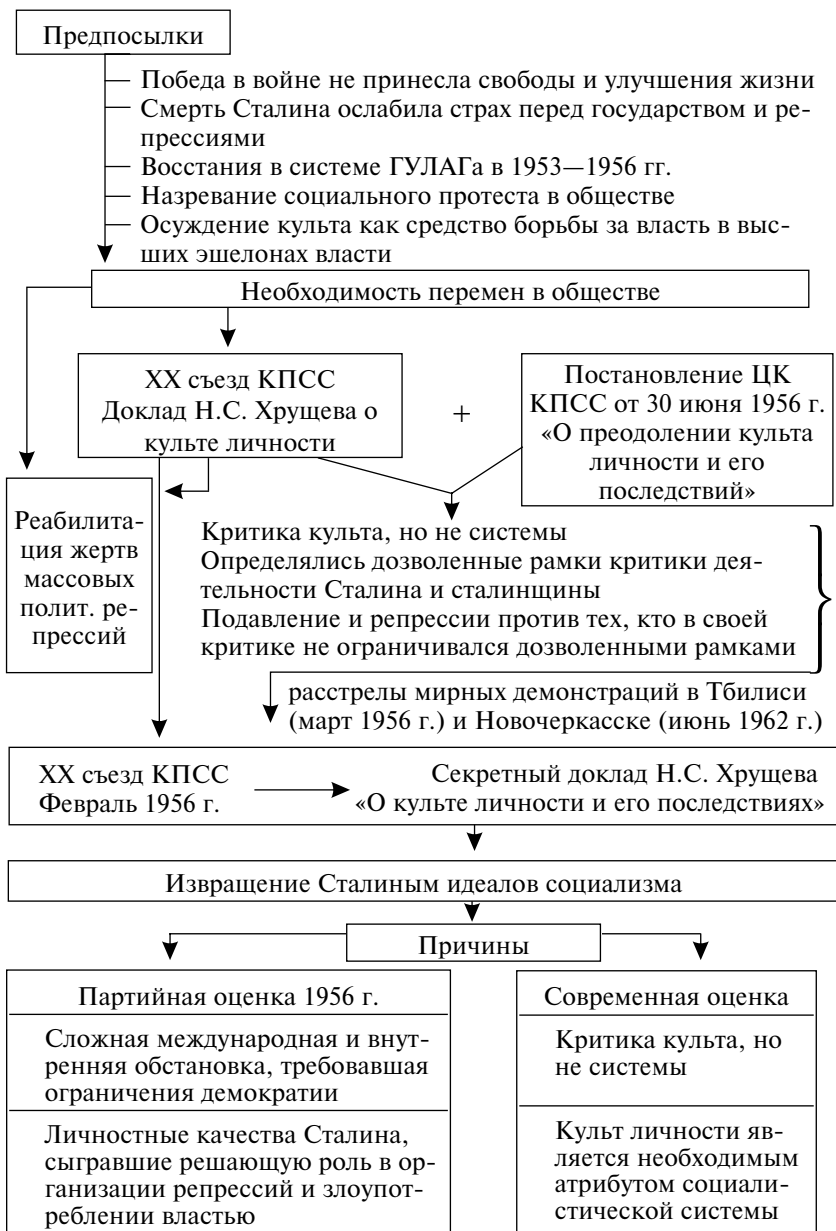 Предпосылки
Победа в войне не принесла свободы и улучшения жизни
Смерть Сталина ослабила страх перед государством и ре-
прессиями
Восстания в системе ГУЛАГа в 1953—1956 гг.
Назревание социального протеста в обществе
Осуждение культа как средство борьбы за власть в выс-
ших эшелонах власти
Необходимость перемен в обществе
XX съезд КПСС
Доклад Н.С. Хрущева о
культе личности
+
Постановление ЦК
КПСС от 30 июня 1956 г.
«О преодолении культа
личности и его
последствий»
Реабилита-
ция жертв
массовых
полит. ре-
прессий
Критика культа, но не системы
Определялись дозволенные рамки критики дея-
тельности Сталина и сталинщины
Подавление и репрессии против тех, кто в своей
критике не ограничивался дозволенными рамками
расстрелы мирных демонстраций в Тбилиси
(март 1956 г.) и Новочеркасске (июнь 1962 г.)
XX съезд КПСС
Февраль 1956 г.
Секретный доклад Н.С. Хрущева
«О культе личности и его последствиях»
Извращение Сталиным идеалов социализма
Причины
Партийная оценка 1956 г.
Сложная международная и внут-
ренняя обстановка, требовавшая
ограничения демократии
Личностные качества Сталина,
сыгравшие решающую роль в ор-
ганизации репрессий и злоупот-
реблении властью
Современная оценка
Критика культа, но
не системы
Культ личности яв-
ляется необходимым
атрибутом социали-
стической системы